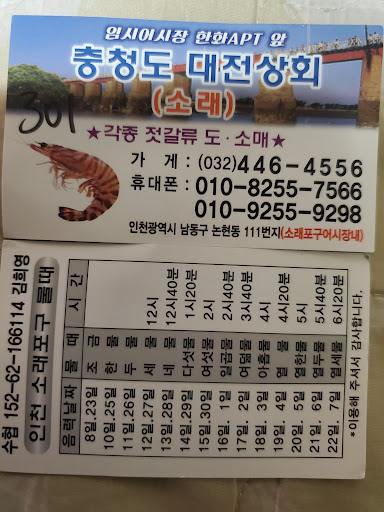 임시어시장 한화APT 앞
충청도 대전상회
(소래)
301
★각종 젓갈류 도·소매★
가 게 : (032)446-4556
휴대폰 : 010-8255-7566
010-9255-9298
인천광역시 남동구 논현동 111번지(소래포구어시장내)
수협 152-62-166114 김희영
인천 소래포구 물때
음력날짜 물 때 시 간
8일.23일 조 금
10일.25일 한 물
11일.26일 두 물
12일.27일 세 물 12시
13일.28일 네 물 12시40분
14일.29일 다섯물 1시20분
15일.30일 여섯물 2시
16일. 1일 일곱물 2시40분
17일. 2일 여덟물 3시40분
18일. 3일 아홉물 4시
19일. 4일 열 물 4시20분
20일. 5일 열한물 5시
21일. 6일 열두물 5시40분
22일. 7일 열세물 6시20분
*이용해 주셔서 감사합니다.